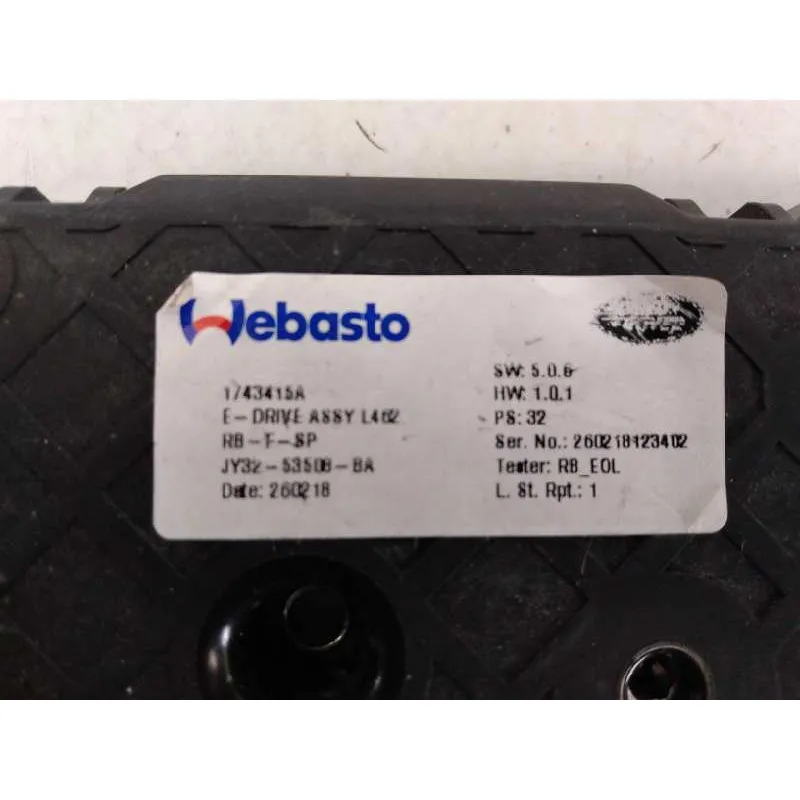 Webasto
1743415A
E-DRIVE ASSY L462
RB-F-SP
JY32-53508-BA
Date: 260218
SW: 5.0.6
HW: 1.0.1
PS: 32
Ser. No.: 260218123402
Tester: RB_EOL
L. St. Rpt.: 1